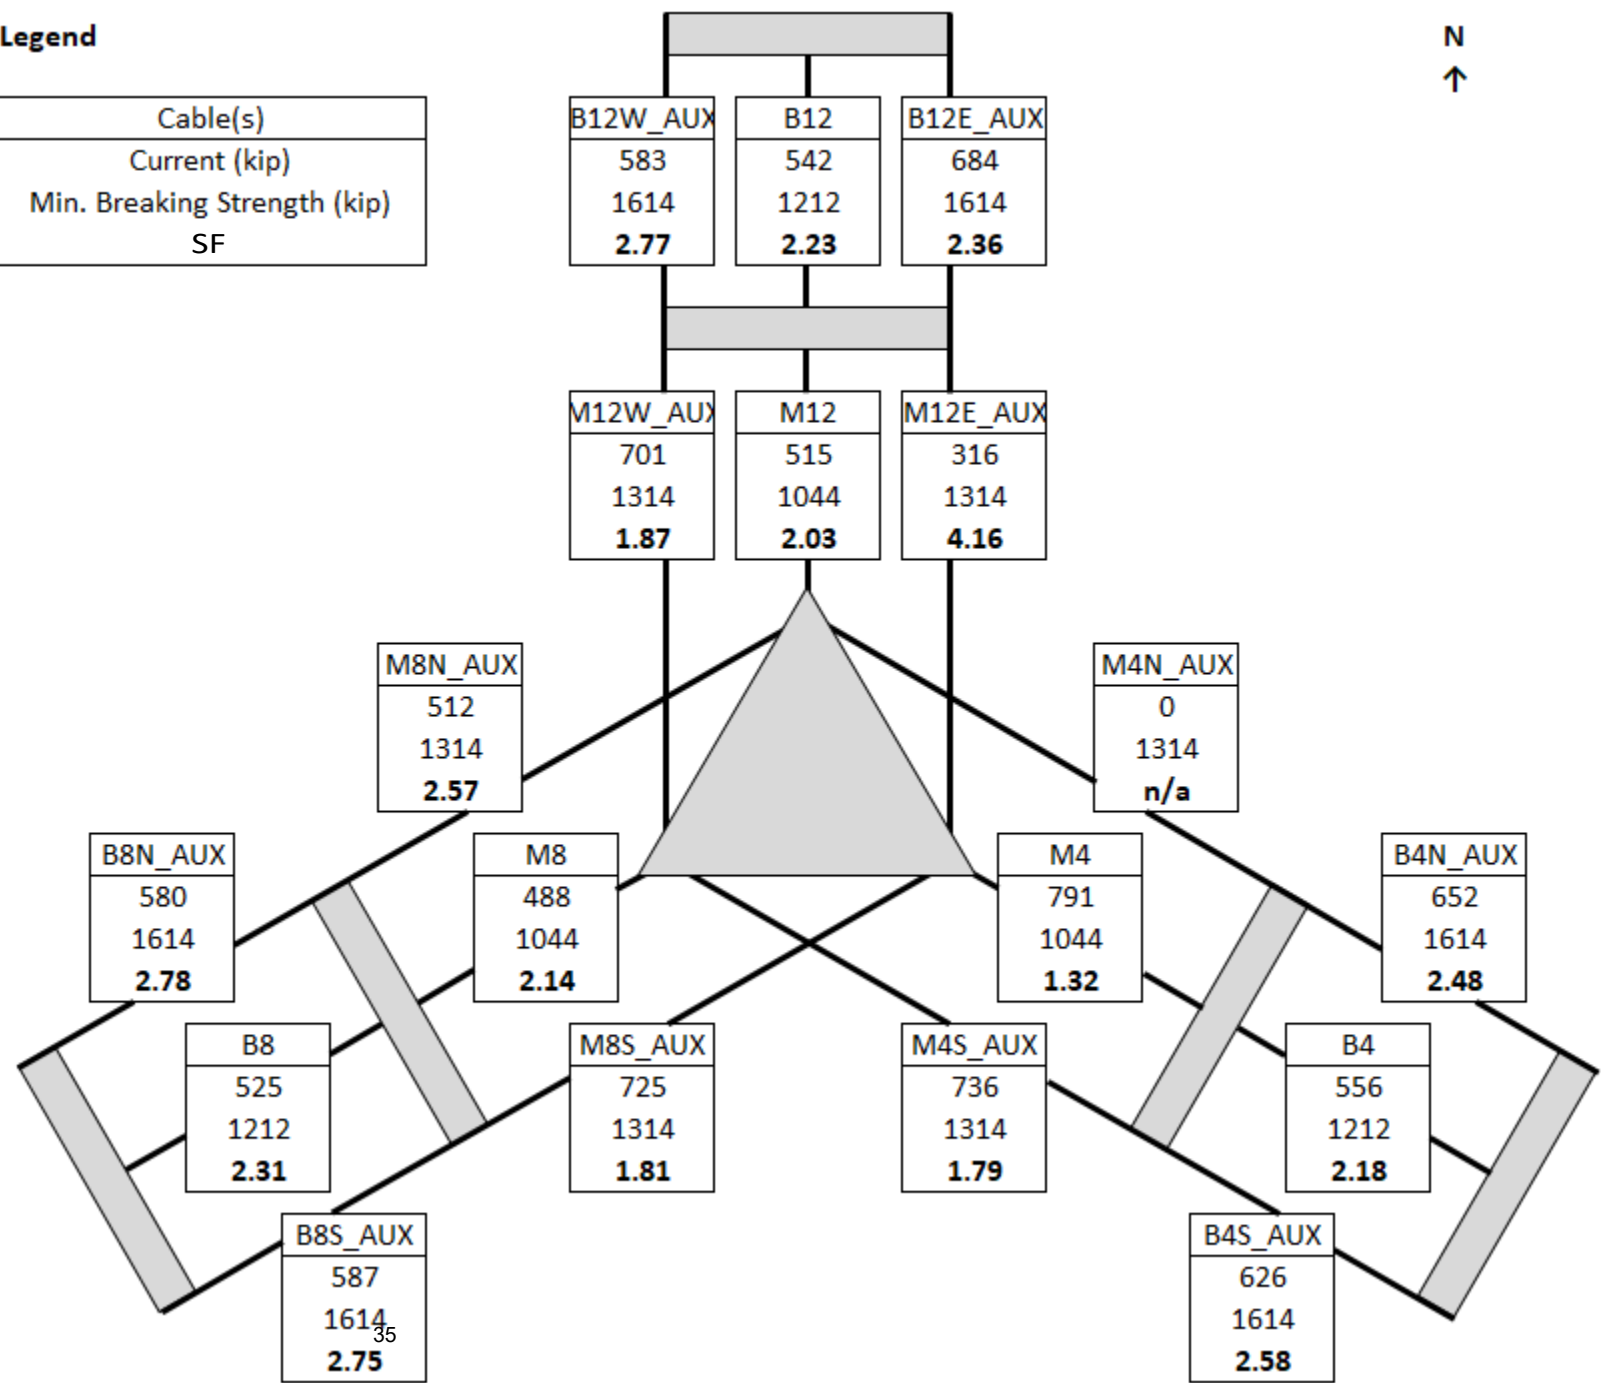 Legend
N
↑
Cable(s)
Current (kip)
Min. Breaking Strength (kip)
SF
B12W_AUX
583
1614
2.77
B12
542
1212
2.23
B12E_AUX
684
1614
2.36
M12W_AUX
701
1314
1.87
M12
515
1044
2.03
M12E_AUX
316
1314
4.16
M8N_AUX
512
1314
2.57
M4N_AUX
0
1314
n/a
B8N_AUX
580
1614
2.78
M8
488
1044
2.14
M4
791
1044
1.32
B4N_AUX
652
1614
2.48
B8
525
1212
2.31
M8S_AUX
725
1314
1.81
M4S_AUX
736
1314
1.79
B4
556
1212
2.18
B8S_AUX
587
1614
35
2.75
B4S_AUX
626
1614
2.58